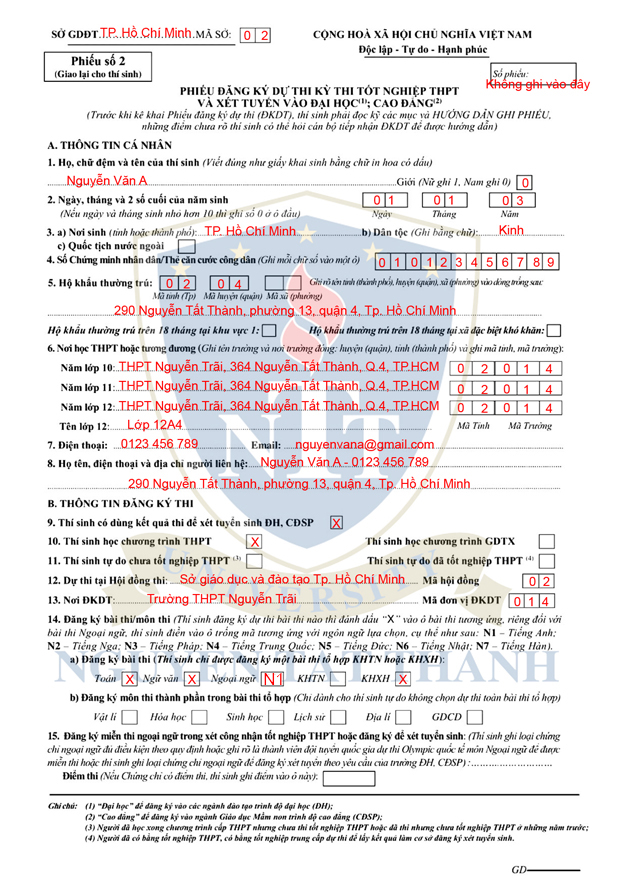 SỞ GDĐT TP. Hồ Chí Minh MÃ SỞ: 0 2
CỘNG HOÀ XÃ HỘI CHỦ NGHĨA VIỆT NAM
Độc lập - Tự do - Hạnh phúc
Phiếu số 2
(Giao lại cho thí sinh)
Số phiếu:
Không ghi vào đây
PHIẾU ĐĂNG KÝ DỰ THI KỲ THI TỐT NGHIỆP THPT
VÀ XÉT TUYỂN VÀO ĐẠI HỌC(1); CAO ĐẲNG(2)
(Trước khi kê khai Phiếu đăng ký dự thi (ĐKDT), thí sinh phải đọc kỹ các mục và HƯỚNG DẪN GHI PHIẾU,
những điểm chưa rõ thí sinh có thể hỏi cán bộ tiếp nhận ĐKDT để được hướng dẫn)
A. THÔNG TIN CÁ NHÂN
1. Họ, chữ đệm và tên của thí sinh (Viết đúng như giấy khai sinh bằng chữ in hoa có dấu)
Nguyễn Văn A Giới (Nữ ghi 1, Nam ghi 0) 0
2. Ngày, tháng và 2 số cuối của năm sinh 0 1 0 1 0 3
(Nếu ngày và tháng sinh nhỏ hơn 10 thì ghi số 0 ở ô đầu) Ngày Tháng Năm
3. a) Nơi sinh (tỉnh hoặc thành phố): TP. Hồ Chí Minh b) Dân tộc (Ghi bằng chữ): Kinh
c) Quốc tịch nước ngoài
4. Số Chứng minh nhân dân/Thẻ căn cước công dân (Ghi mỗi chữ số vào một ô) 0 1 0 1 2 3 4 5 6 7 8 9
5. Hộ khẩu thường trú: 0 2 0 4 Ghi rõ tên tỉnh (thành phố), huyện (quận), xã (phường) vào dòng trống sau:
Mã tỉnh (Tp) Mã huyện (quận) Mã xã (phường)
290 Nguyễn Tất Thành, phường 13, quận 4, Tp. Hồ Chí Minh
Hộ khẩu thường trú trên 18 tháng tại khu vực 1: Hộ khẩu thường trú trên 18 tháng tại xã đặc biệt khó khăn:
6. Nơi học THPT hoặc tương đương (Ghi tên trường và nơi trường đóng: huyện (quận), tỉnh (thành phố) và ghi mã tỉnh, mã trường):
Năm lớp 10: THPT Nguyễn Trãi, 364 Nguyễn Tất Thành, Q.4, TP.HCM 0 2 0 1 4
Năm lớp 11: THPT Nguyễn Trãi, 364 Nguyễn Tất Thành, Q.4, TP.HCM 0 2 0 1 4
Năm lớp 12: THPT Nguyễn Trãi, 364 Nguyễn Tất Thành, Q.4, TP.HCM 0 2 0 1 4
Tên lớp 12: Lớp 12A4 Mã Tỉnh Mã Trường
7. Điện thoại: 0123 456 789 Email: nguyenvana@gmail.com
8. Họ tên, điện thoại và địa chỉ người liên hệ: Nguyễn Văn A - 0123 456 789
290 Nguyễn Tất Thành, phường 13, quận 4, Tp. Hồ Chí Minh
B. THÔNG TIN ĐĂNG KÝ THI
9. Thí sinh có dùng kết quả thi để xét tuyển sinh ĐH, CĐSP X
10. Thí sinh học chương trình THPT X Thí sinh học chương trình GDTX
11. Thí sinh tự do chưa tốt nghiệp THPT (3) Thí sinh tự do đã tốt nghiệp THPT (4)
12. Dự thi tại Hội đồng thi: Sở giáo dục và đào tạo Tp. Hồ Chí Minh Mã hội đồng 0 2
13. Nơi ĐKDT: Trường THPT Nguyễn Trãi Mã đơn vị ĐKDT 0 1 4
14. Đăng ký bài thi/môn thi (Thí sinh đăng ký dự thi bài thi nào thì đánh dấu "X" vào ô bài thi tương ứng, riêng đối với
bài thi Ngoại ngữ, thí sinh điền vào ô trống mã tương ứng với ngôn ngữ lựa chọn, cụ thể như sau: N1 – Tiếng Anh;
N2 – Tiếng Nga; N3 – Tiếng Pháp; N4 – Tiếng Trung Quốc; N5 – Tiếng Đức; N6 – Tiếng Nhật; N7 – Tiếng Hàn).
a) Đăng ký bài thi (Thí sinh chỉ được đăng ký một bài thi tổ hợp KHTN hoặc KHXH):
Toán X Ngữ văn X Ngoại ngữ N1 KHTN KHXH X
b) Đăng ký môn thi thành phần trong bài thi tổ hợp (Chỉ dành cho thí sinh tự do không chọn dự thi toàn bài thi tổ hợp)
Vật lí Hóa học Sinh học Lịch sử Địa lí GDCD
15. Đăng ký miễn thi ngoại ngữ trong xét công nhận tốt nghiệp THPT hoặc đăng ký để xét tuyển sinh: (Thí sinh ghi loại chứng
chỉ ngoại ngữ đủ điều kiện theo quy định hoặc ghi rõ là thành viên đội tuyển quốc gia dự thi Olympic quốc tế môn Ngoại ngữ để được
miễn thi hoặc thí sinh ghi loại chứng chỉ ngoại ngữ để đăng ký xét tuyển theo yêu cầu của trường ĐH, CĐSP) :
Điểm thi (Nếu Chứng chỉ có điểm thi, thí sinh ghi điểm vào ô này):
Ghi chú: (1) "Đại học" để đăng ký vào các ngành đào tạo trình độ đại học (ĐH);
(2) "Cao đẳng" để đăng ký vào ngành Giáo dục Mầm non trình độ cao đẳng (CĐSP);
(3) Người đã học xong chương trình cấp THPT nhưng chưa thi tốt nghiệp THPT hoặc đã thi nhưng chưa tốt nghiệp THPT ở những năm trước;
(4) Người đã có bằng tốt nghiệp THPT, có bằng tốt nghiệp trung cấp dự thi để lấy kết quả làm cơ sở đăng ký xét tuyển sinh.
GD